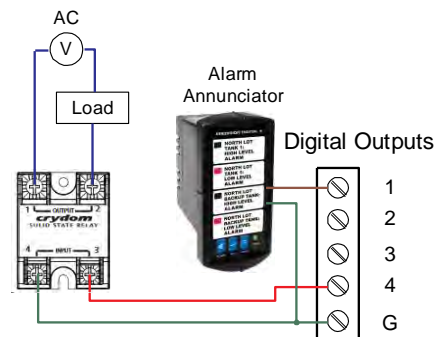 AC
V
Load
Alarm
Annunciator
Digital Outputs
PRECISION DIGITAL
NORTH LOT
TANK 1:
HIGH LEVEL
ALARM
NORTH LOT
TANK 1:
LOW LEVEL
ALARM
NORTH LOT
BACKUP TANK:
HIGH LEVEL
ALARM
NORTH LOT
BACKUP TANK:
LOW LEVEL
ALARM
1 OUTPUT 2
crydom
SOLID STATE RELAY
4 INPUT 3
1
2
3
4
G